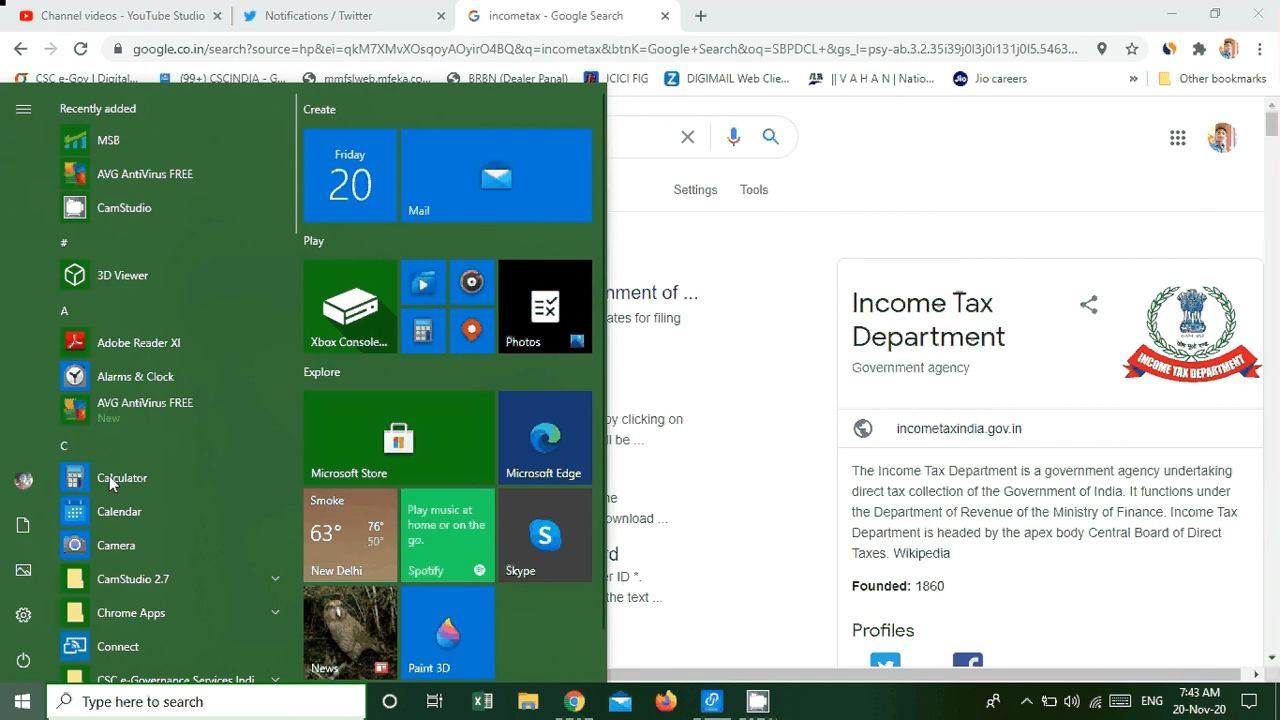 Channel videos - YouTube Studio
Notifications / Twitter
incometax - Google Search
google.co.in/search?source=hp&ei=qkM7XMvXOsqoyAOyirO4BQ&q=incometax&btnK=Google+Search&oq=SBPDCL+&gs_l=psy-ab.3.2.35i39j0l3j0i131j0l5.5463...
CSC e-Gov | Digital...
(99+) CSCINDIA - G...
mmfslweb.mfeka.co...
BRBN (Dealer Panal)
ICICI FIG
DIGIMAIL Web Clie...
|| V A H A N | Natio...
Jio careers
Other bookmarks
Recently added
MSB
AVG AntiVirus FREE
CamStudio
#
3D Viewer
A
Adobe Reader XI
Alarms & Clock
AVG AntiVirus FREE
New
C
Calculator
Calendar
Camera
CamStudio 2.7
Chrome Apps
Connect
CSC e-Governance Services Indi
Create
Friday
20
Mail
Play
Xbox Console...
Photos
Explore
Microsoft Store
Microsoft Edge
Smoke
63° 76° 50°
New Delhi
Play music at
home or on the
go.
Spotify
Skype
News
Paint 3D
Settings Tools
nment of ...
ates for filing
by clicking on
ll be ...
ne
ownload ...
rd
r ID *.
the text ...
Income Tax
Department
Government agency
INCOME TAX DEPARTMENT
incometaxindia.gov.in
The Income Tax Department is a government agency undertaking
direct tax collection of the Government of India. It functions under
the Department of Revenue of the Ministry of Finance. Income Tax
Department is headed by the apex body Central Board of Direct
Taxes. Wikipedia
Founded: 1860
Profiles
Type here to search
ENG
7:43 AM
20-Nov-20